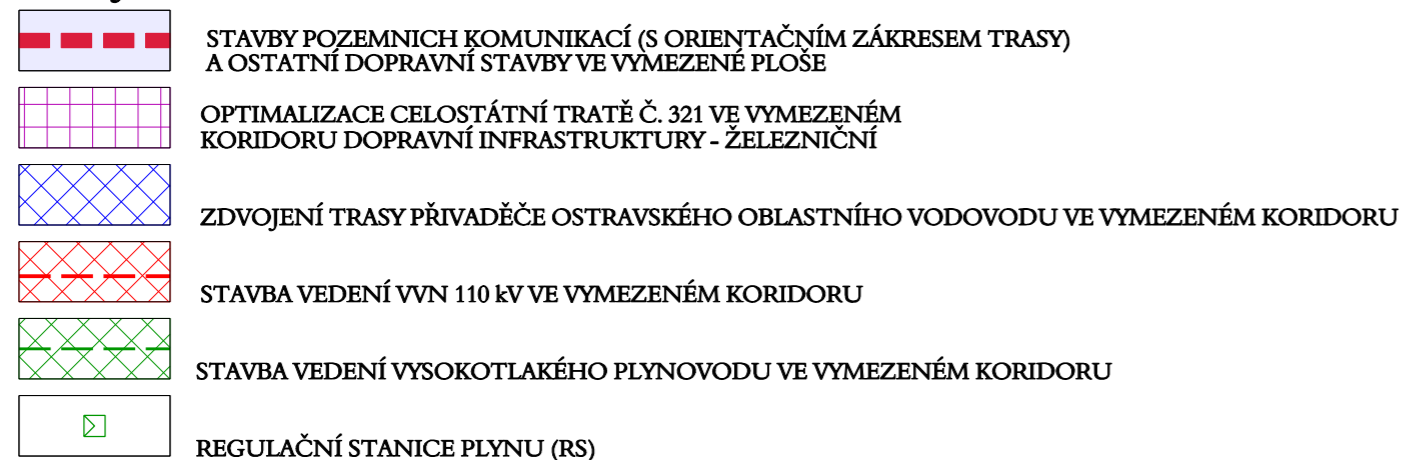 STAVBY POZEMNICH KOMUNIKACÍ (S ORIENTAČNÍM ZÁKRESEM TRASY)
A OSTATNÍ DOPRAVNÍ STAVBY VE VYMEZENÉ PLOŠE
OPTIMALIZACE CELOSTÁTNÍ TRATĚ Č. 321 VE VYMEZENÉM
KORIDORU DOPRAVNÍ INFRASTRUKTURY - ŽELEZNIČNÍ
ZDVOJENÍ TRASY PŘIVADĚČE OSTRAVSKÉHO OBLASTNÍHO VODOVODU VE VYMEZENÉM KORIDORU
STAVBA VEDENÍ VVN 110 kV VE VYMEZENÉM KORIDORU
STAVBA VEDENÍ VYSOKOTLAKÉHO PLYNOVODU VE VYMEZENÉM KORIDORU
REGULAČNÍ STANICE PLYNU (RS)